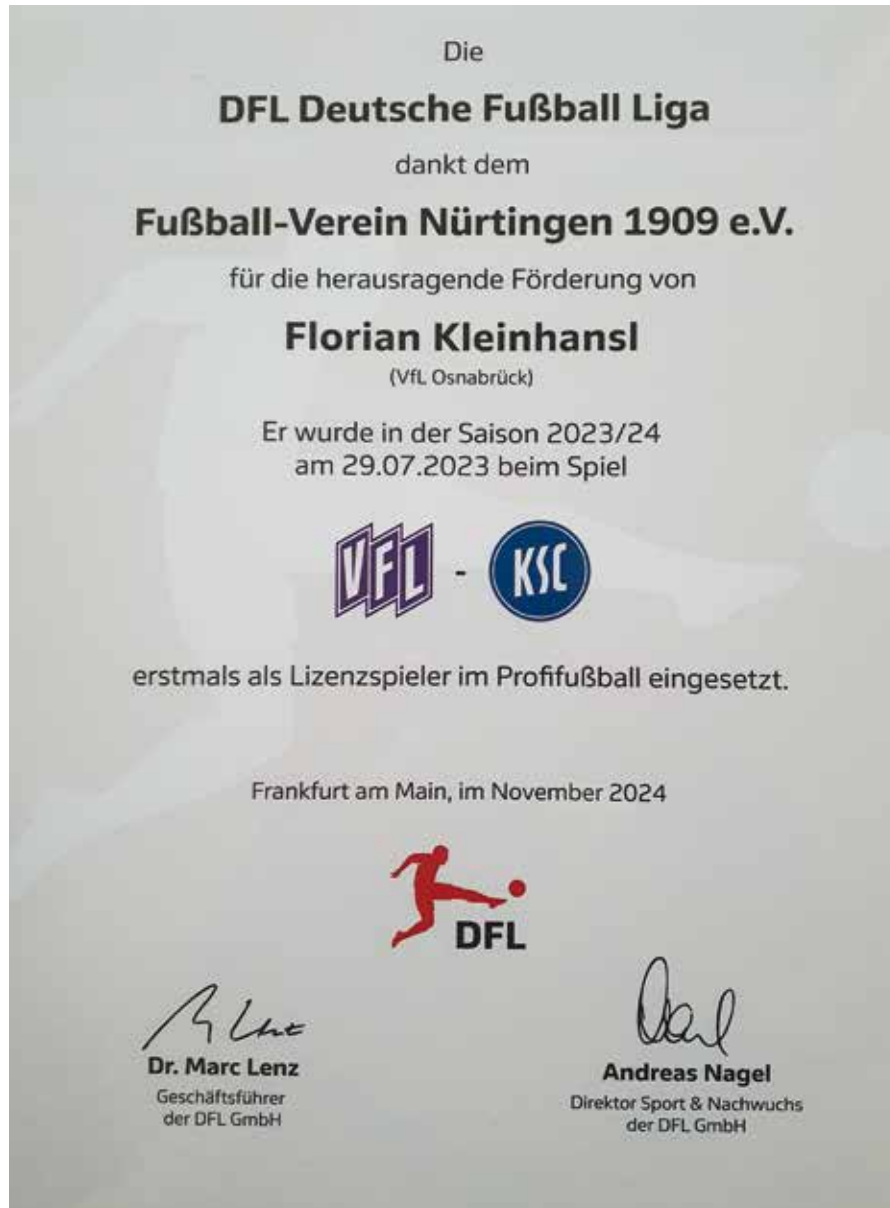 Die
DFL Deutsche Fußball Liga
dankt dem
Fußball-Verein Nürtingen 1909 e.V.
für die herausragende Förderung von
Florian Kleinhansl
(VfL Osnabrück)
Er wurde in der Saison 2023/24
am 29.07.2023 beim Spiel
VFL - KSC
erstmals als Lizenzspieler im Profifußball eingesetzt.
Frankfurt am Main, im November 2024
DFL
Dr. Marc Lenz
Geschäftsführer
der DFL GmbH
Andreas Nagel
Direktor Sport & Nachwuchs
der DFL GmbH